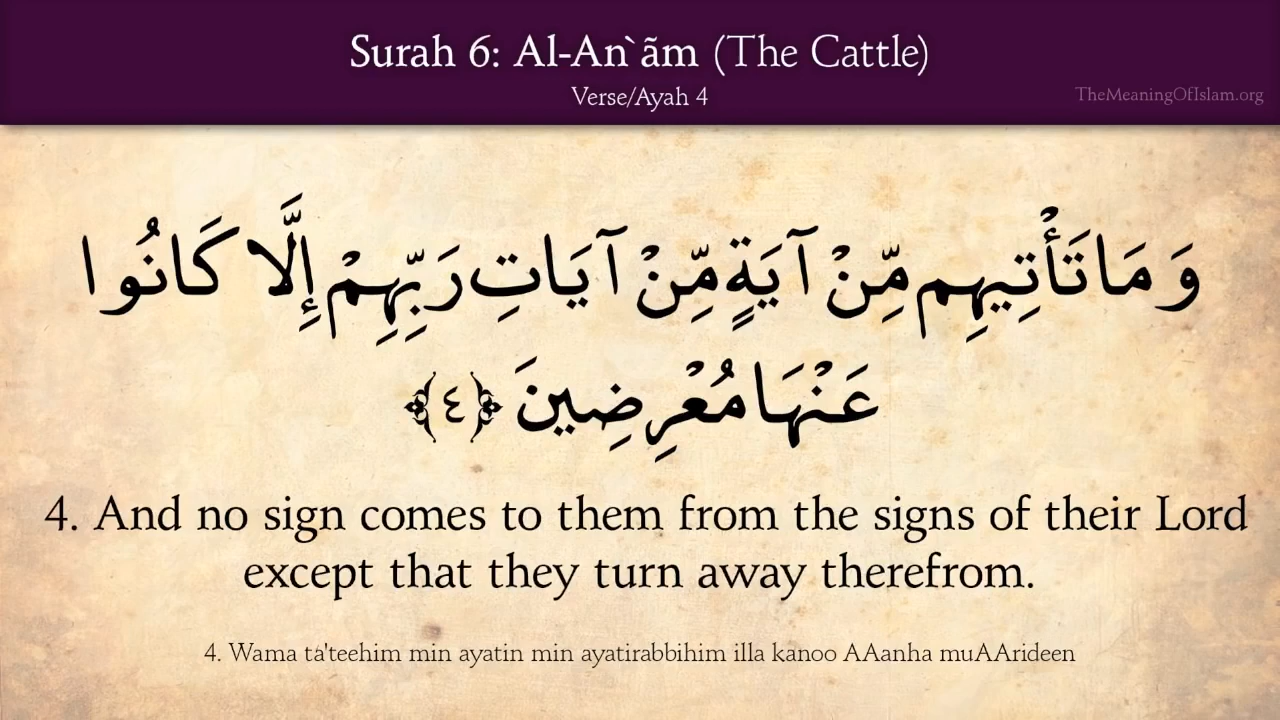 Surah 6: Al-An`ãm (The Cattle)
Verse/Ayah 4
TheMeaningOfIslam.org
وَمَا تَأْتِيهِم مِّنْ آيَةٍ مِّنْ آيَاتِ رَبِّهِمْ إِلَّا كَانُوا
عَنْهَا مُعْرِضِينَ ﴿٤﴾
4. And no sign comes to them from the signs of their Lord
except that they turn away therefrom.
4. Wama ta'teehim min ayatin min ayatirabbihim illa kanoo AAanha muAArideen